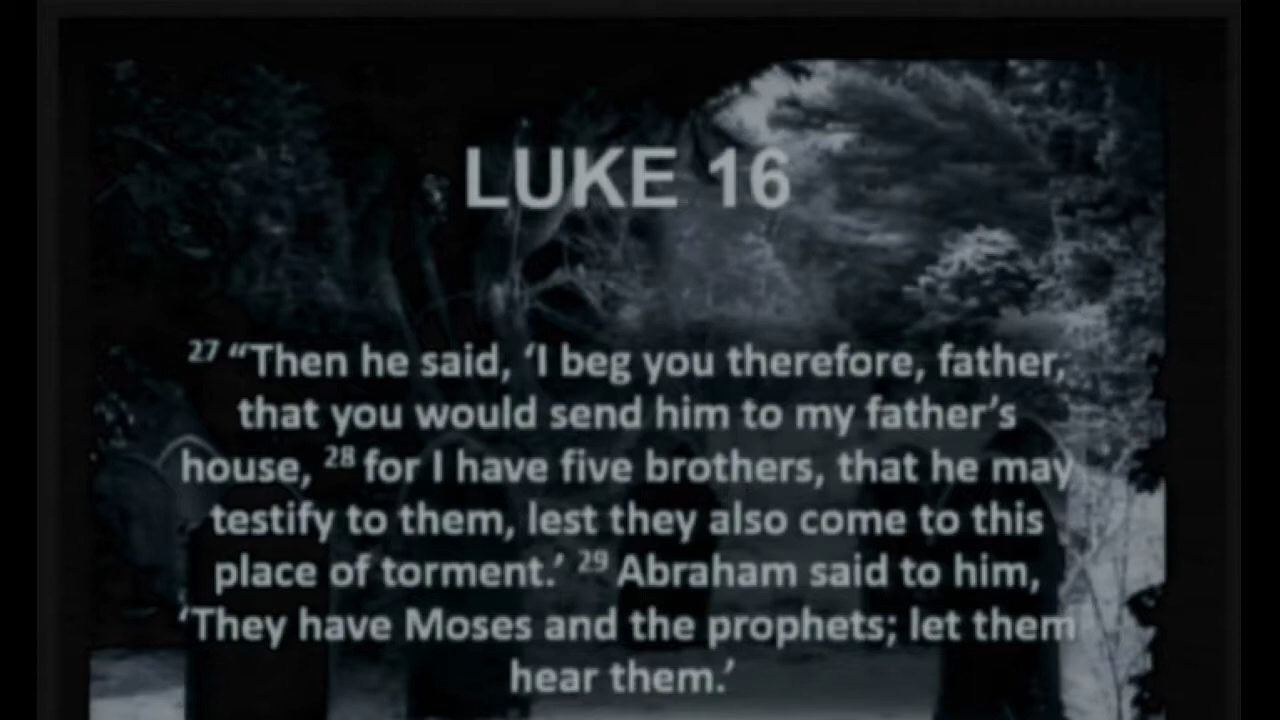 LUKE 16
27 “Then he said, ‘I beg you therefore, father,
that you would send him to my father’s
house, 28 for I have five brothers, that he may
testify to them, lest they also come to this
place of torment.’ 29 Abraham said to him,
‘They have Moses and the prophets; let them
hear them.’